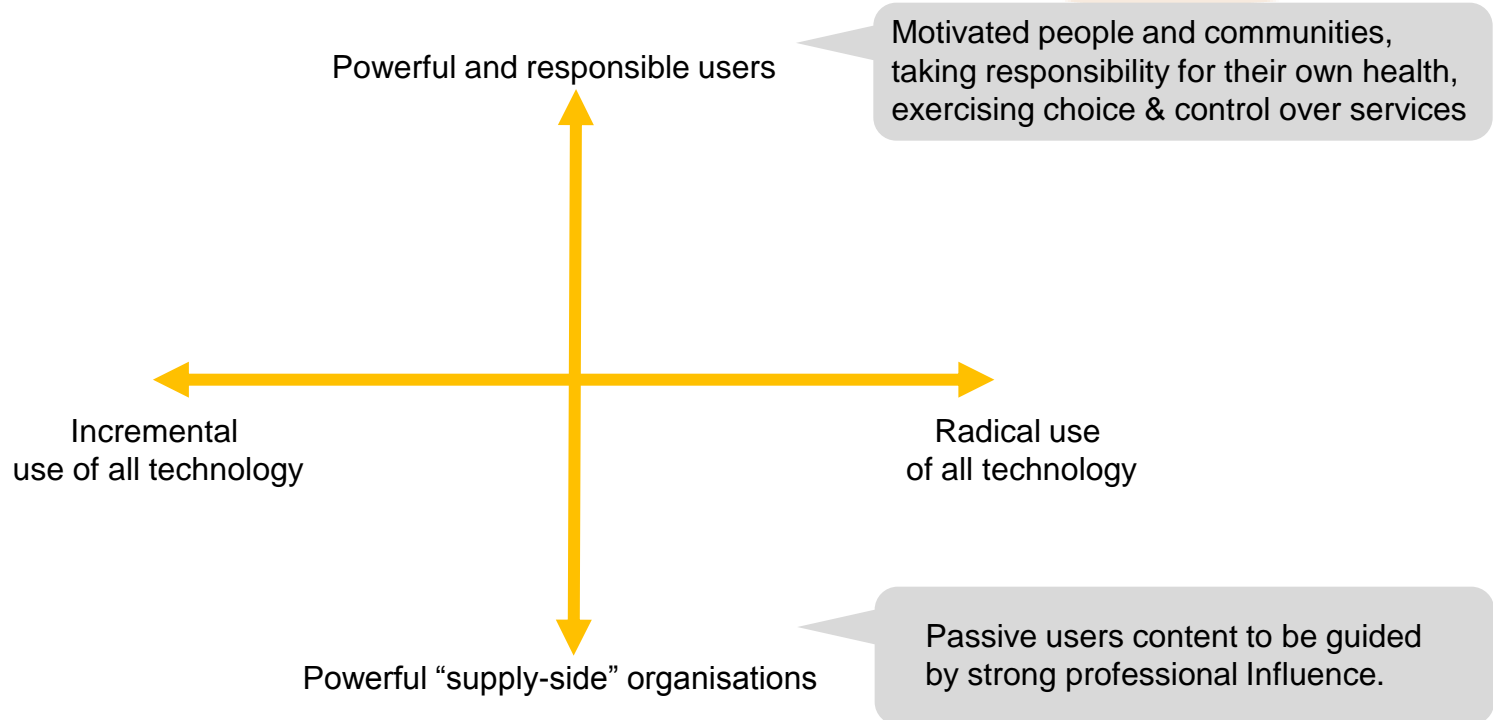 Motivated people and communities,
taking responsibility for their own health,
exercising choice & control over services
Powerful and responsible users
Incremental
use of all technology
Radical use
of all technology
Passive users content to be guided
by strong professional Influence.
Powerful “supply-side” organisations